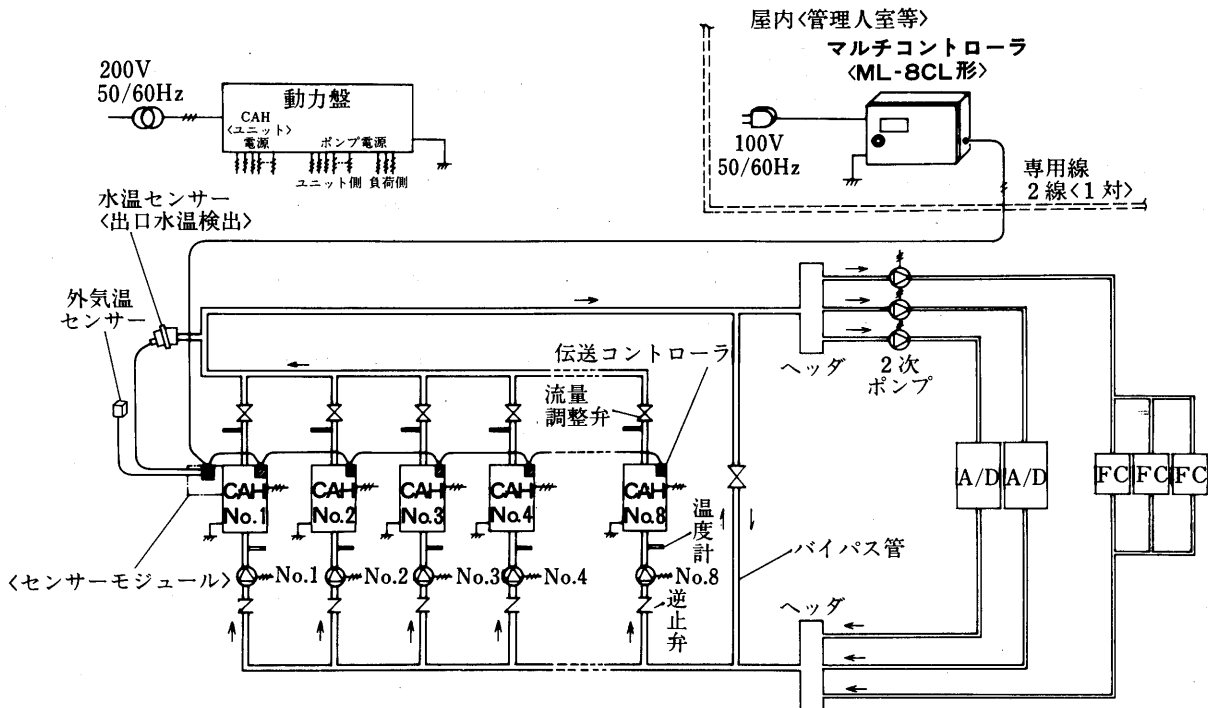 屋内<管理人室等>
マルチコントローラ
<ML-8CL形>
200V
50/60Hz
動力盤
CAH
<ユニット>
電源
ポンプ電源
ユニット側
負荷側
100V
50/60Hz
専用線
2線<1対>
水温センサー
<出口水温検出>
外気温
センサー
伝送コントローラ
ヘッダ
2次
ポンプ
流量
調整弁
CAH
No.1
CAH
No.2
CAH
No.3
CAH
No.4
CAH
No.8
A/D
A/D
FC
FC
FC
温度計
バイパス管
<センサーモジュール>
No.1
No.2
No.3
No.4
No.8
逆止弁
ヘッダ